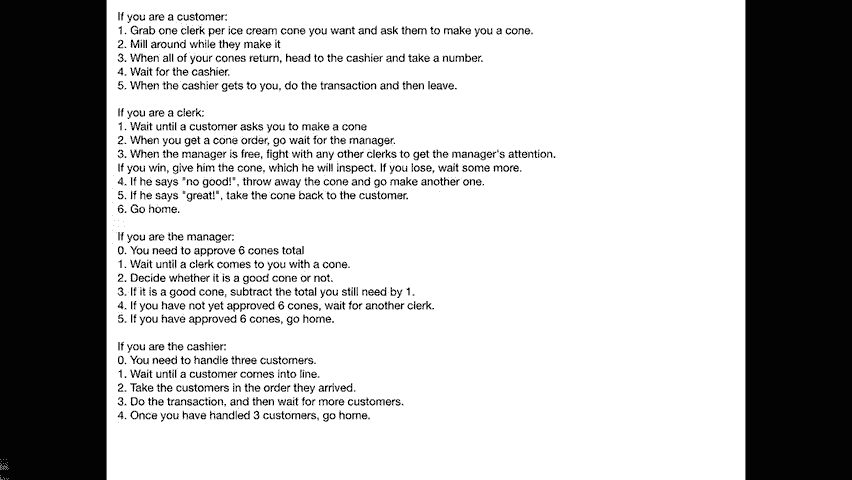 If you are a customer:
1. Grab one clerk per ice cream cone you want and ask them to make you a cone.
2. Mill around while they make it
3. When all of your cones return, head to the cashier and take a number.
4. Wait for the cashier.
5. When the cashier gets to you, do the transaction and then leave.
If you are a clerk:
1. Wait until a customer asks you to make a cone
2. When you get a cone order, go wait for the manager.
3. When the manager is free, fight with any other clerks to get the manager's attention.
If you win, give him the cone, which he will inspect. If you lose, wait some more.
4. If he says "no good!", throw away the cone and go make another one.
5. If he says "great!", take the cone back to the customer.
6. Go home.
If you are the manager:
0. You need to approve 6 cones total
1. Wait until a clerk comes to you with a cone.
2. Decide whether it is a good cone or not.
3. If it is a good cone, subtract the total you still need by 1.
4. If you have not yet approved 6 cones, wait for another clerk.
5. If you have approved 6 cones, go home.
If you are the cashier:
0. You need to handle three customers.
1. Wait until a customer comes into line.
2. Take the customers in the order they arrived.
3. Do the transaction, and then wait for more customers.
4. Once you have handled 3 customers, go home.